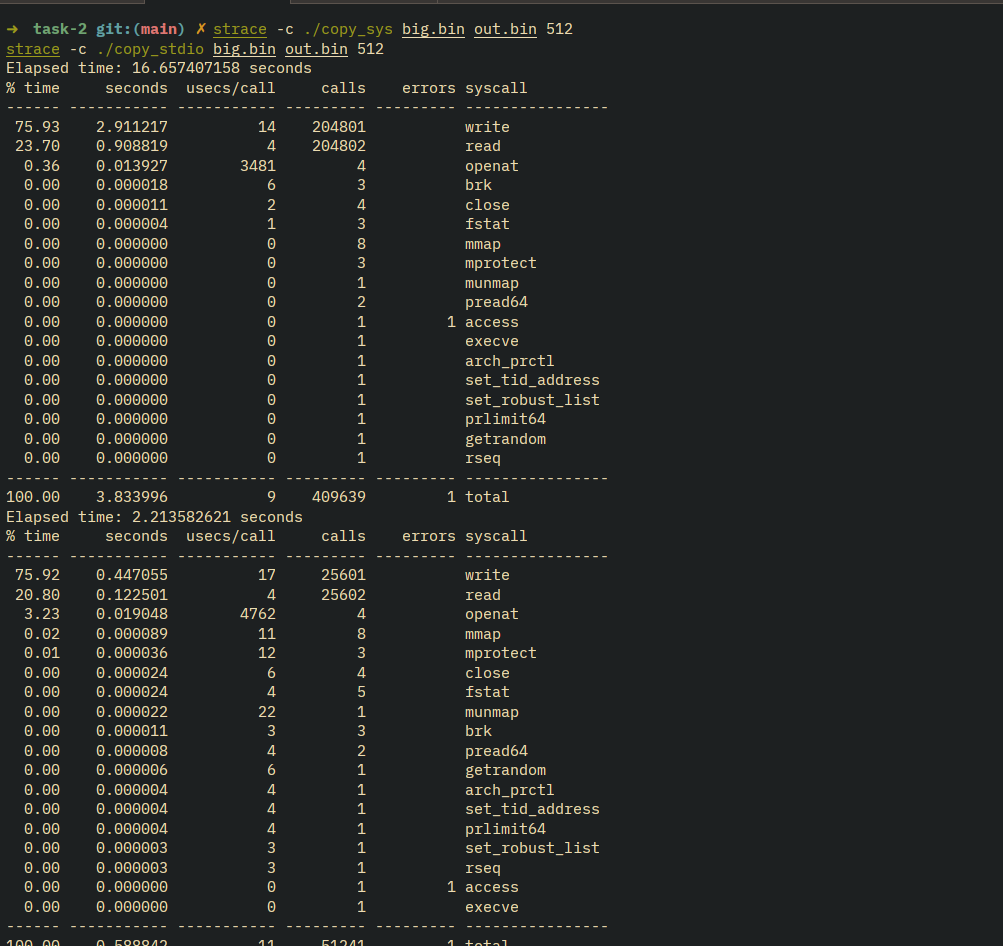 → task-2 git:(main) ✗ strace -c ./copy_sys big.bin out.bin 512
strace -c ./copy_stdio big.bin out.bin 512
Elapsed time: 16.657407158 seconds
% time     seconds  usecs/call     calls    errors syscall
------ ----------- ----------- --------- --------- ----------------
 75.93    2.911217          14    204801           write
 23.70    0.908819           4    204802           read
  0.36    0.013927        3481         4           openat
  0.00    0.000018           6         3           brk
  0.00    0.000011           2         4           close
  0.00    0.000004           1         3           fstat
  0.00    0.000000           0         8           mmap
  0.00    0.000000           0         3           mprotect
  0.00    0.000000           0         1           munmap
  0.00    0.000000           0         2           pread64
  0.00    0.000000           0         1         1 access
  0.00    0.000000           0         1           execve
  0.00    0.000000           0         1           arch_prctl
  0.00    0.000000           0         1           set_tid_address
  0.00    0.000000           0         1           set_robust_list
  0.00    0.000000           0         1           prlimit64
  0.00    0.000000           0         1           getrandom
  0.00    0.000000           0         1           rseq
------ ----------- ----------- --------- --------- ----------------
100.00    3.833996           9    409639         1 total
Elapsed time: 2.213582621 seconds
% time     seconds  usecs/call     calls    errors syscall
------ ----------- ----------- --------- --------- ----------------
 75.92    0.447055          17     25601           write
 20.80    0.122501           4     25602           read
  3.23    0.019048        4762         4           openat
  0.02    0.000089          11         8           mmap
  0.01    0.000036          12         3           mprotect
  0.00    0.000024           6         4           close
  0.00    0.000024           4         5           fstat
  0.00    0.000022          22         1           munmap
  0.00    0.000011           3         3           brk
  0.00    0.000008           4         2           pread64
  0.00    0.000006           6         1           getrandom
  0.00    0.000004           4         1           arch_prctl
  0.00    0.000004           4         1           set_tid_address
  0.00    0.000004           4         1           prlimit64
  0.00    0.000003           3         1           set_robust_list
  0.00    0.000003           3         1           rseq
  0.00    0.000000           0         1         1 access
  0.00    0.000000           0         1           execve
------ ----------- ----------- --------- --------- ----------------
100.00    0.588842          11     51241         1 total